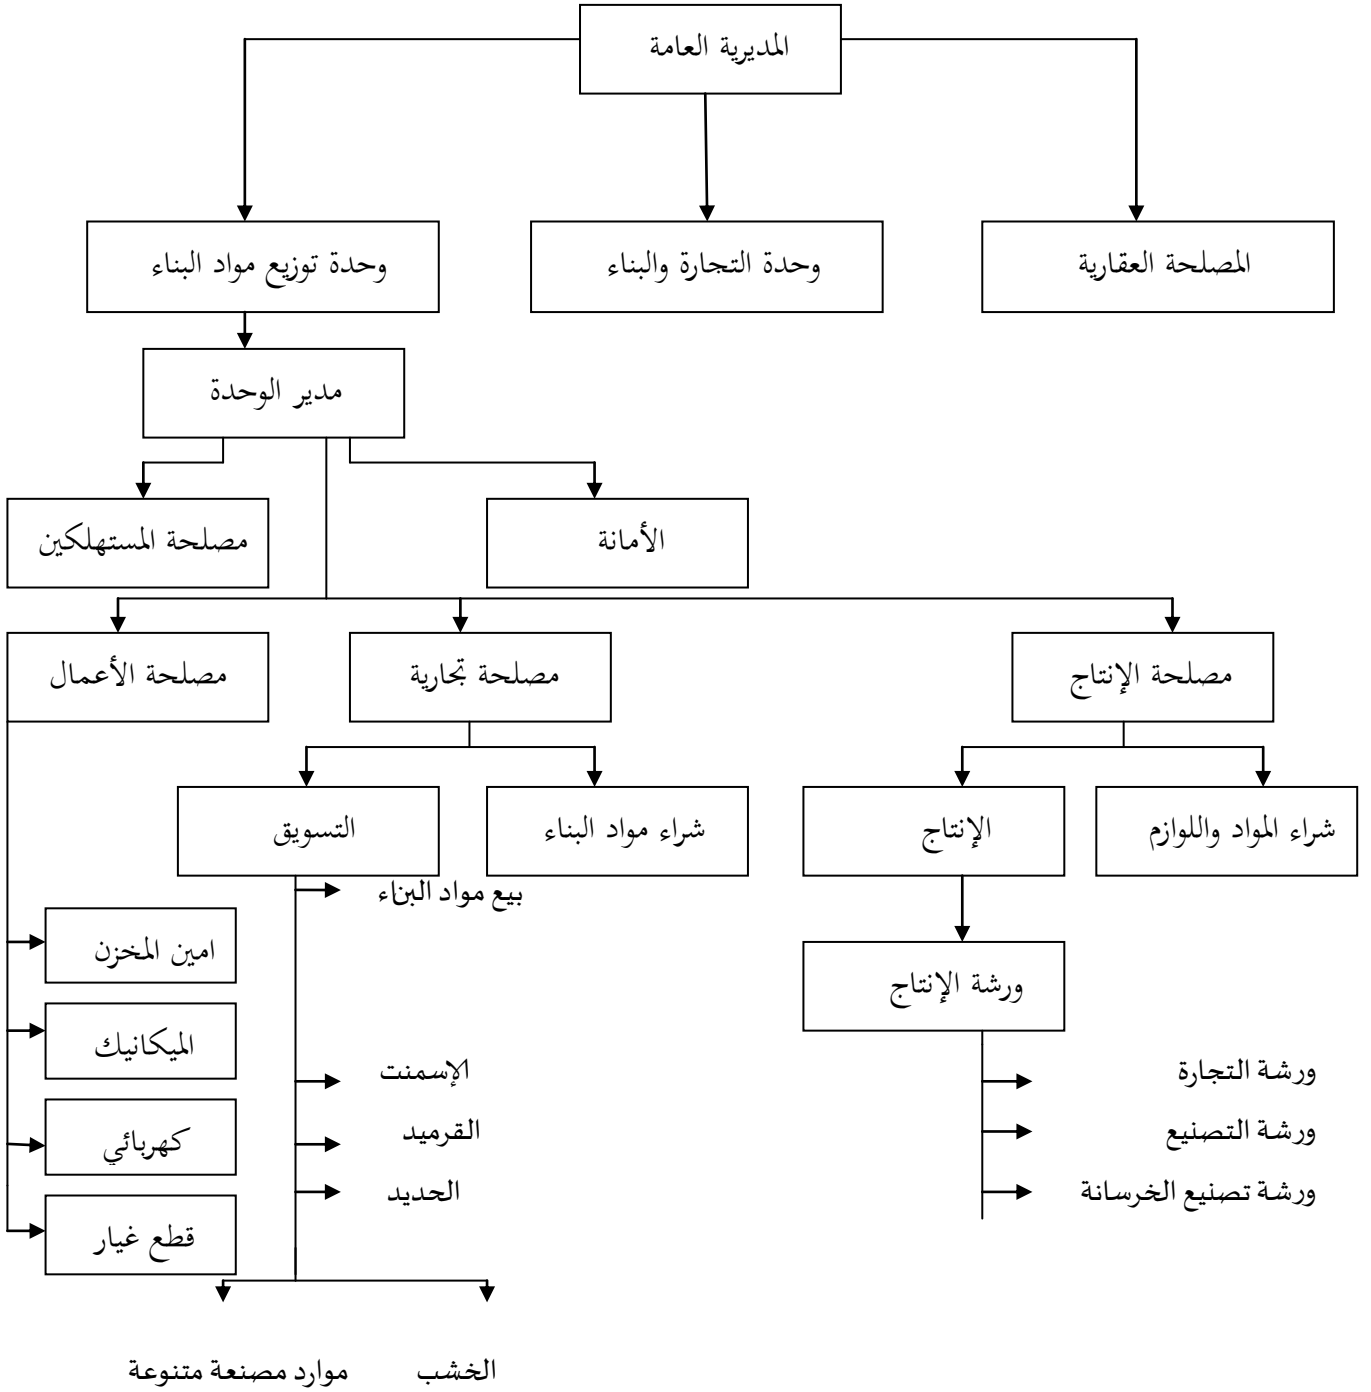 المديرية العامة
المصلحة العقارية
وحدة التجارة والبناء
وحدة توزيع مواد البناء
مدير الوحدة
الأمانة
مصلحة المستهلكين
مصلحة الإنتاج
مصلحة تجارية
مصلحة الأعمال
شراء المواد واللوازم
الإنتاج
شراء مواد البناء
التسويق
بيع مواد البناء
امين المخزن
ورشة الإنتاج
الميكانيك
ورشة التجارة
الإسمنت
ورشة التصنيع
القرميد
كهربائي
ورشة تصنيع الخرسانة
الحديد
قطع غيار
الخشب
موارد مصنعة متنوعة